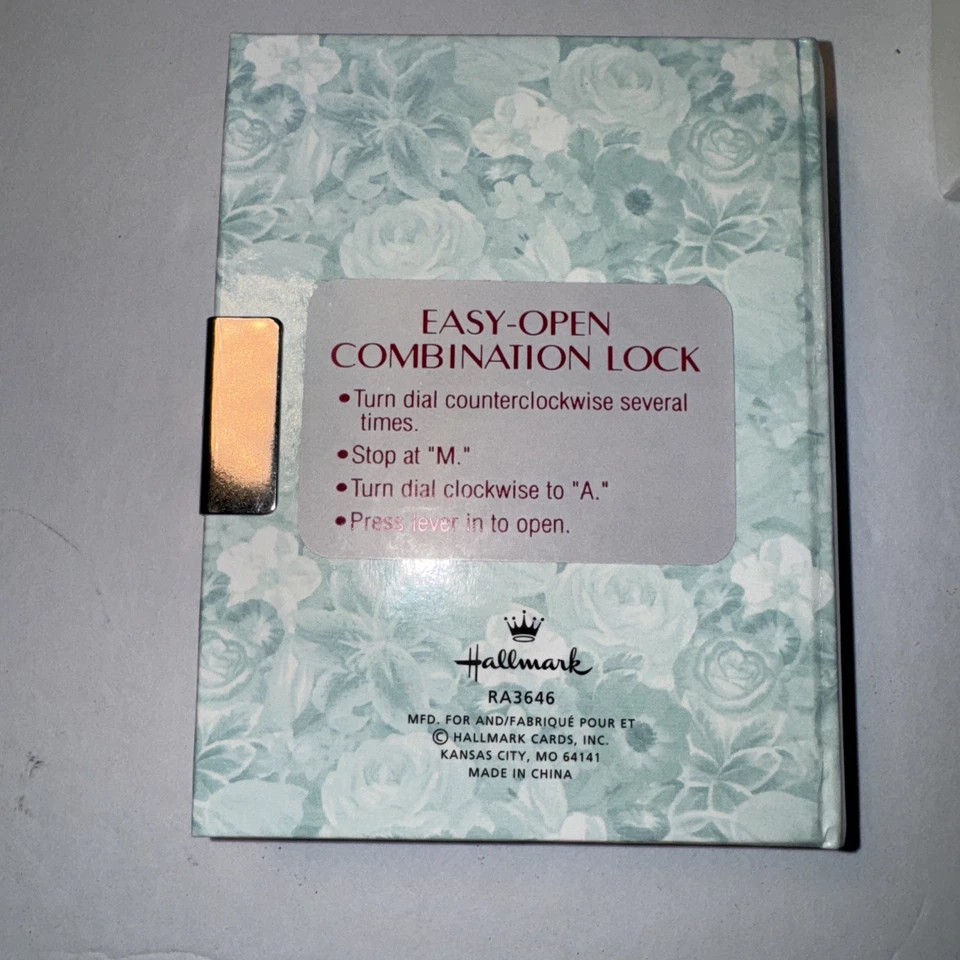 EASY-OPEN
COMBINATION LOCK
•Turn dial counterclockwise several
times.
•Stop at "M."
•Turn dial clockwise to "A."
•Press lever in to open.
Hallmark
RA3646
MFD. FOR AND/FABRIQUÉ POUR ET
© HALLMARK CARDS, INC.
KANSAS CITY, MO 64141
MADE IN CHINA